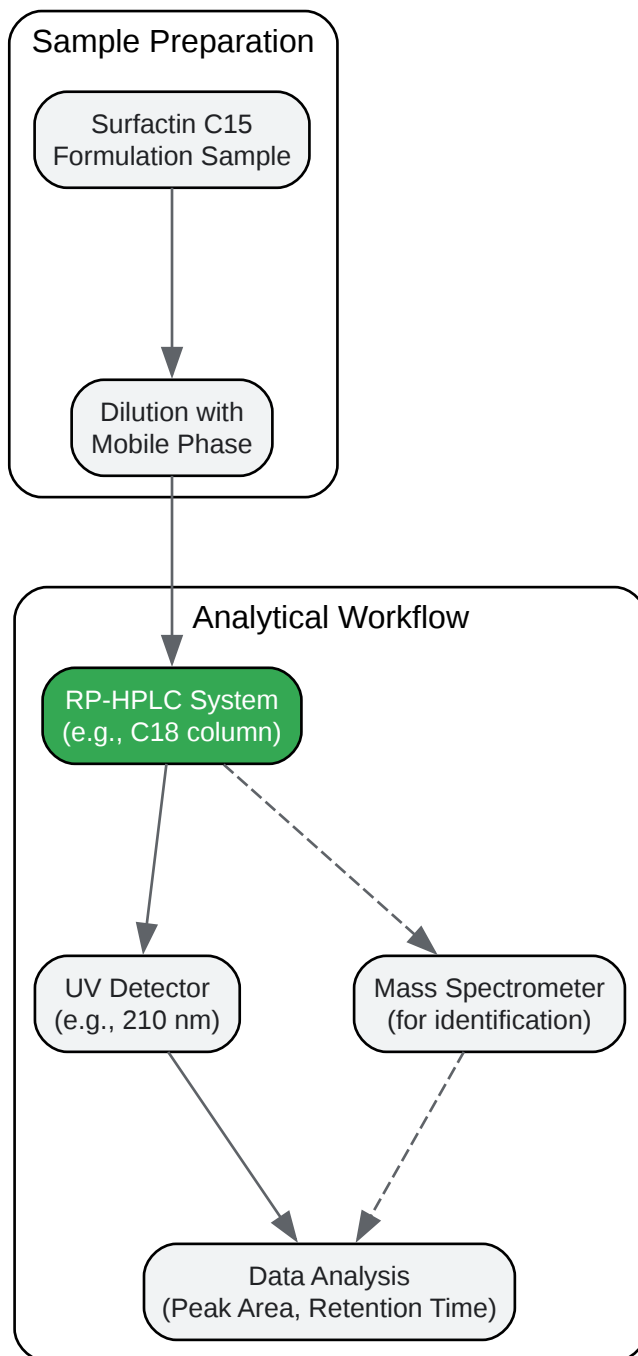 Sample Preparation
Surfactin C15
Formulation Sample
Dilution with
Mobile Phase
Analytical Workflow
RP-HPLC System
(e.g., C18 column)
UV Detector
(e.g., 210 nm)
Mass Spectrometer
(for identification)
Data Analysis
(Peak Area, Retention Time)